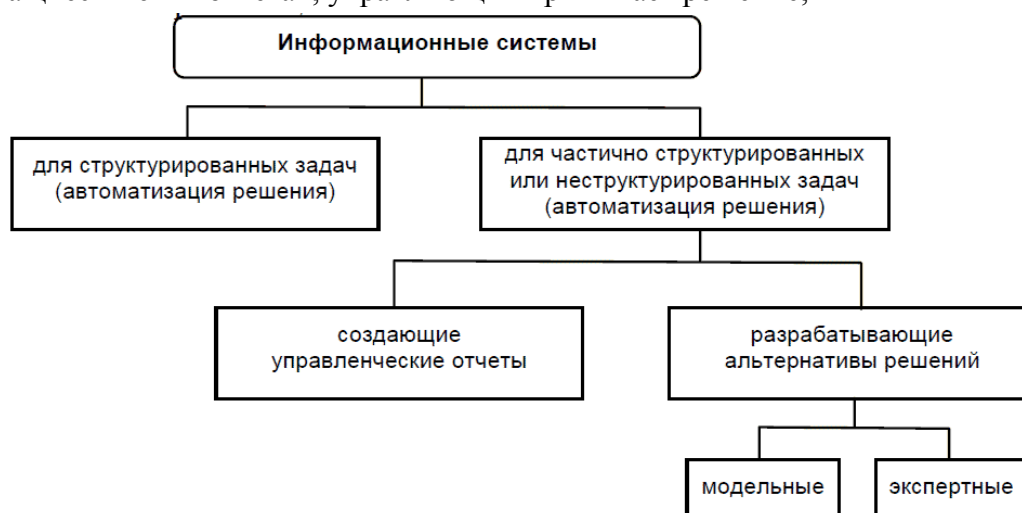 Информационные системы
для структурированных задач
(автоматизация решения)
для частично структурированных
или неструктурированных задач
(автоматизация решения)
создающие
управленческие отчеты
разрабатывающие
альтернативы решений
модельные
экспертные